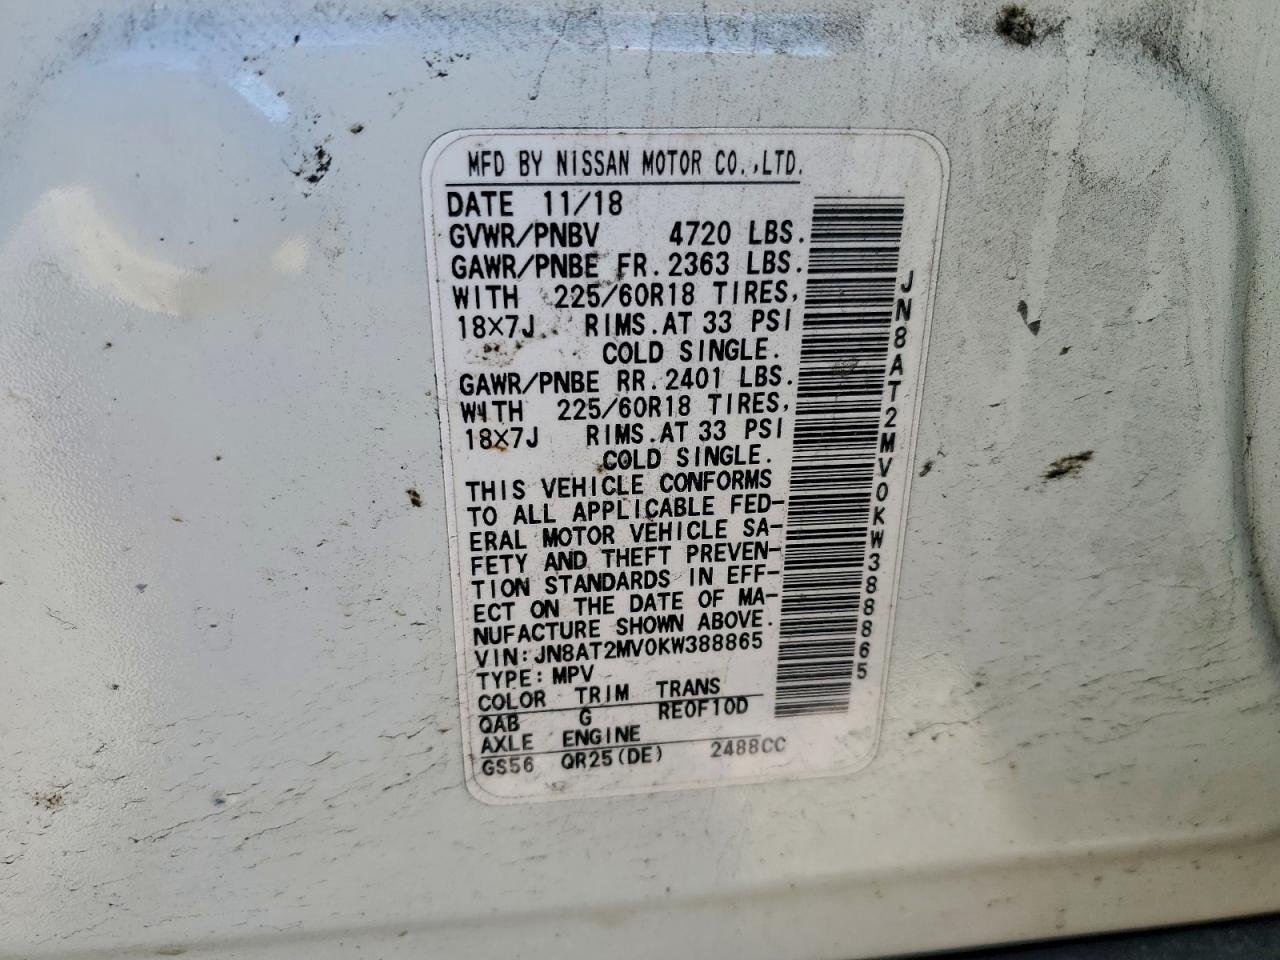 MFD BY NISSAN MOTOR CO.,LTD.
DATE 11/18
GVWR/PNBV 4720 LBS.
GAWR/PNBE FR. 2363 LBS.
WITH 225/60R18 TIRES,
18×7J RIMS. AT 33 PSI
COLD SINGLE.
GAWR/PNBE RR. 2401 LBS.
WITH 225/60R18 TIRES,
18×7J RIMS. AT 33 PSI
COLD SINGLE.
THIS VEHICLE CONFORMS
TO ALL APPLICABLE FED-
ERAL MOTOR VEHICLE SA-
FETY AND THEFT PREVEN-
TION STANDARDS IN EFF-
ECT ON THE DATE OF MA-
NUFACTURE SHOWN ABOVE.
VIN: JN8AT2MV0KW388865
TYPE: MPV
COLOR TRIM TRANS
QAB G RE0F10D
AXLE ENGINE
GS56 QR25(DE) 2488CC
JN8AT2MV0KW388865